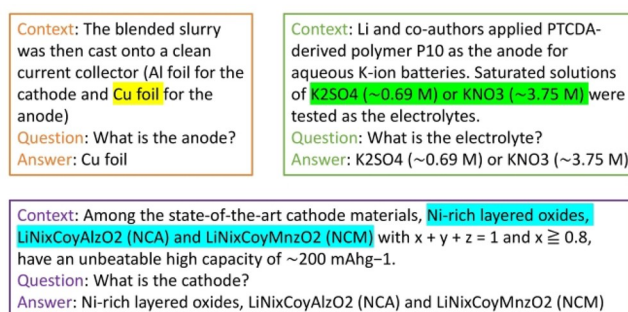 Context: The blended slurry
was then cast onto a clean
current collector (Al foil for the
cathode and Cu foil for the
anode)
Question: What is the anode?
Answer: Cu foil
Context: Li and co-authors applied PTCDA-
derived polymer P10 as the anode for
aqueous K-ion batteries. Saturated solutions
of K2SO4 (~0.69 M) or KNO3 (~3.75 M) were
tested as the electrolytes.
Question: What is the electrolyte?
Answer: K2SO4 (~0.69 M) or KNO3 (~3.75 M)
Context: Among the state-of-the-art cathode materials, Ni-rich layered oxides,
LiNixCoyAlzO2 (NCA) and LiNixCoyMnzO2 (NCM) with x + y + z = 1 and x ≧ 0.8,
have an unbeatable high capacity of ~200 mAhg−1.
Question: What is the cathode?
Answer: Ni-rich layered oxides, LiNixCoyAlzO2 (NCA) and LiNixCoyMnzO2 (NCM)